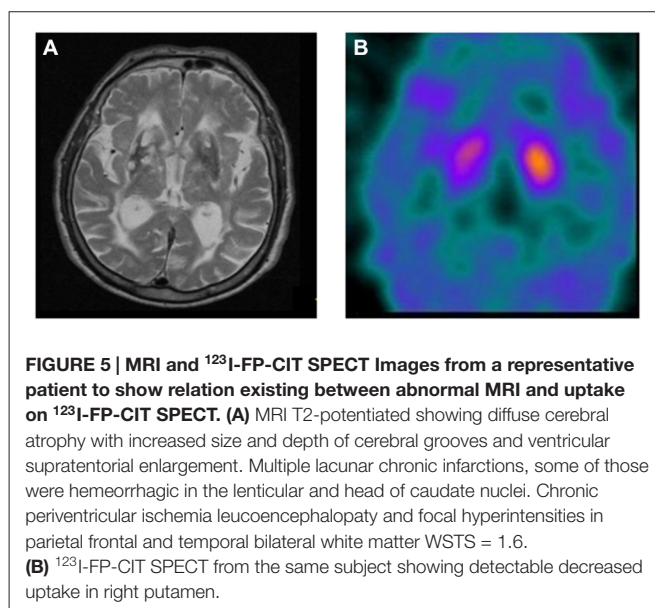 A
B
FIGURE 5 | MRI and ¹²³I-FP-CIT SPECT Images from a representative
patient to show relation existing between abnormal MRI and uptake
on ¹²³I-FP-CIT SPECT. (A) MRI T2-potentiated showing diffuse cerebral
atrophy with increased size and depth of cerebral grooves and ventricular
supratentorial enlargement. Multiple lacunar chronic infarctions, some of those
were hemeorrhagic in the lenticular and head of caudate nuclei. Chronic
periventricular ischemia leucoencephalopaty and focal hyperintensities in
parietal frontal and temporal bilateral white matter WSTS = 1.6.
(B) ¹²³I-FP-CIT SPECT from the same subject showing detectable decreased
uptake in right putamen.